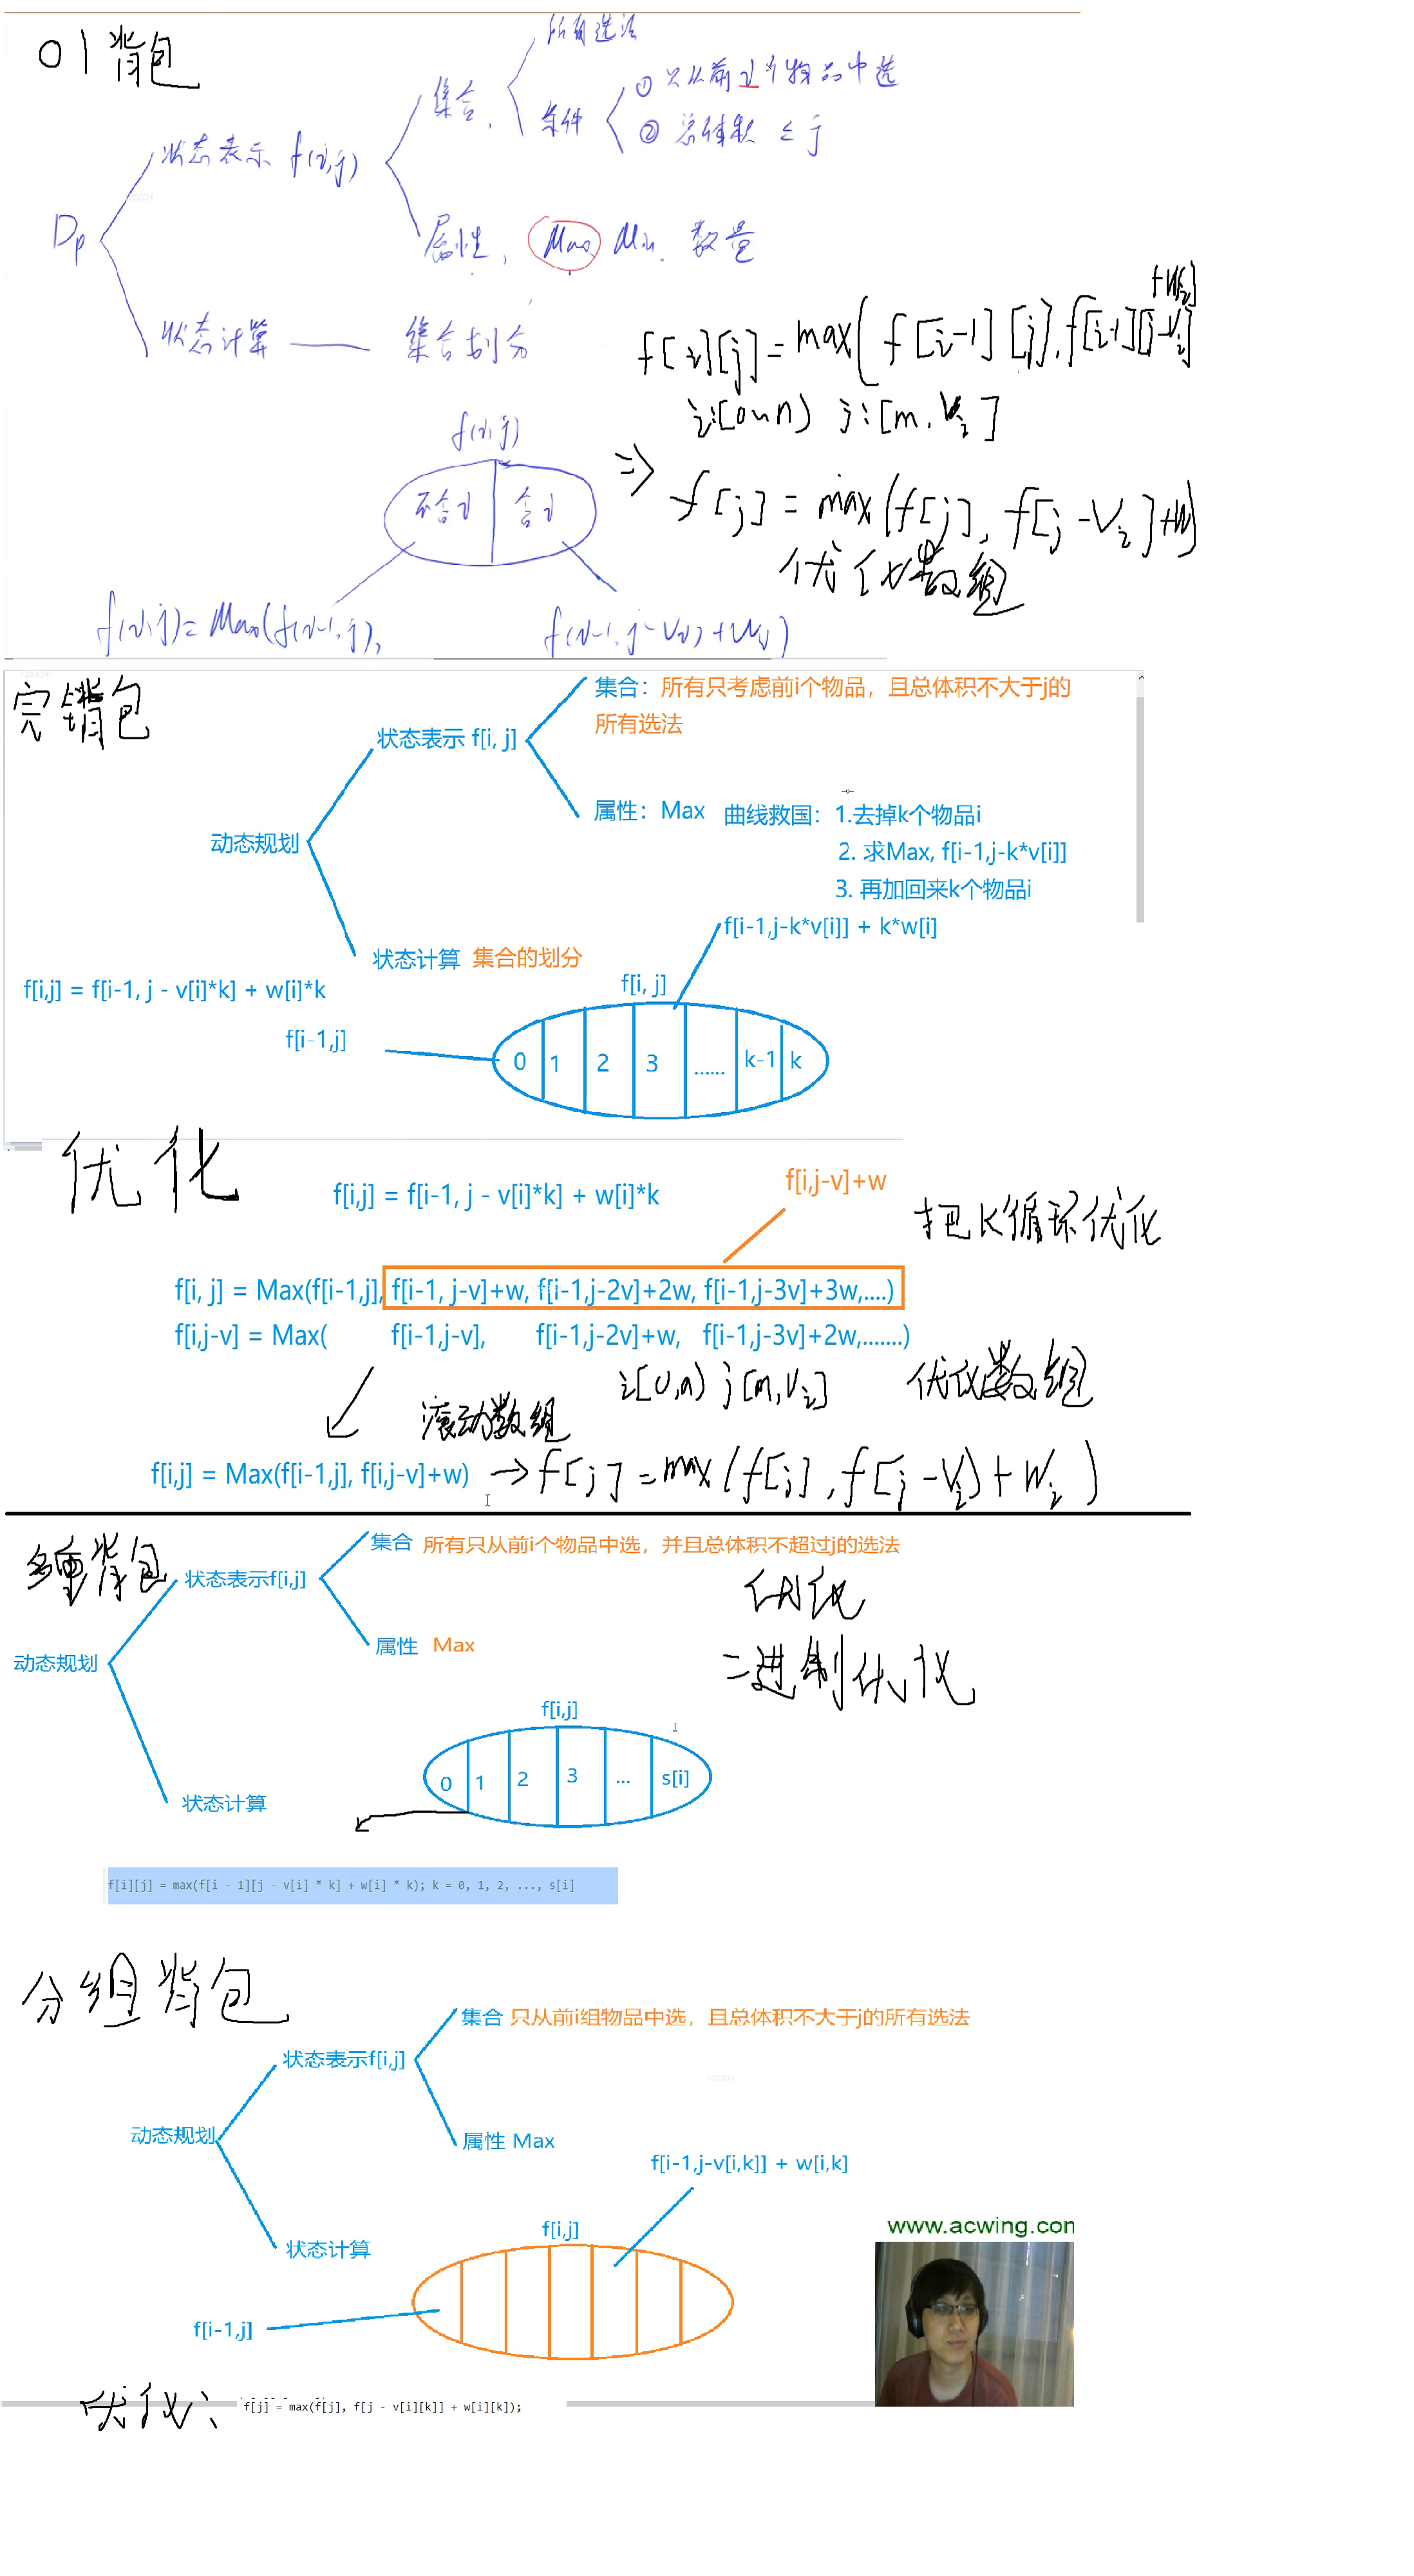 01背包
所有选法
集合.
① 只从前i个物品中选
条件
② 总体积 ≤ j
状态表示 f(i,j)
Dp
属性, Max Min. 数量
状态计算 —— 集合划分
f[i][j] = max( f[i-1][j], f[i-1][j-Vi]
+w[i]
i:[0~n) j:[m, Vi]
f(i,j)
不含i 含i
=> f[j] = max(f[j], f[j-Vi]+W)
优化数组
f(i,j)= Max(f(i-1,j), f(i-1, j-Vi)+Wi)
完全背包
集合：所有只考虑前i个物品，且总体积不大于j的
所有选法
状态表示 f[i, j]
属性：Max 曲线救国：1.去掉k个物品i
2. 求Max, f[i-1,j-k*v[i]]
3. 再加回来k个物品i
动态规划
f[i-1,j-k*v[i]] + k*w[i]
状态计算 集合的划分
f[i, j]
f[i,j] = f[i-1, j - v[i]*k] + w[i]*k
f[i-1,j]
0 1 2 3 ...... k-1 k
优化
f[i,j] = f[i-1, j - v[i]*k] + w[i]*k
f[i,j-v]+w
把K循环优化
f[i, j] = Max(f[i-1,j], f[i-1, j-v]+w, f[i-1,j-2v]+2w, f[i-1,j-3v]+3w,....)
f[i,j-v] = Max( f[i-1,j-v], f[i-1,j-2v]+w, f[i-1,j-3v]+2w,.......)
i[0,n) j[m,Vi] 优化数组
滚动数组
f[i,j] = Max(f[i-1,j], f[i,j-v]+w) → f[j] = max(f[j], f[j-Vi)+Wi)
多重背包
集合 所有只从前i个物品中选，并且总体积不超过j的选法
状态表示f[i,j]
优化
属性 Max
二进制优化
动态规划
f[i,j]
0 1 2 3 ... s[i]
状态计算
f[i][j] = max(f[i - 1][j - v[i] * k] + w[i] * k); k = 0, 1, 2, ..., s[i]
分组背包
集合 只从前i组物品中选，且总体积不大于j的所有选法
状态表示f[i,j]
动态规划
属性 Max
f[i-1,j-v[i,k]] + w[i,k]
f[i,j]
www.acwing.con
状态计算
f[i-1,j]
优化：
f[j] = max(f[j], f[j - v[i][k]] + w[i][k]);